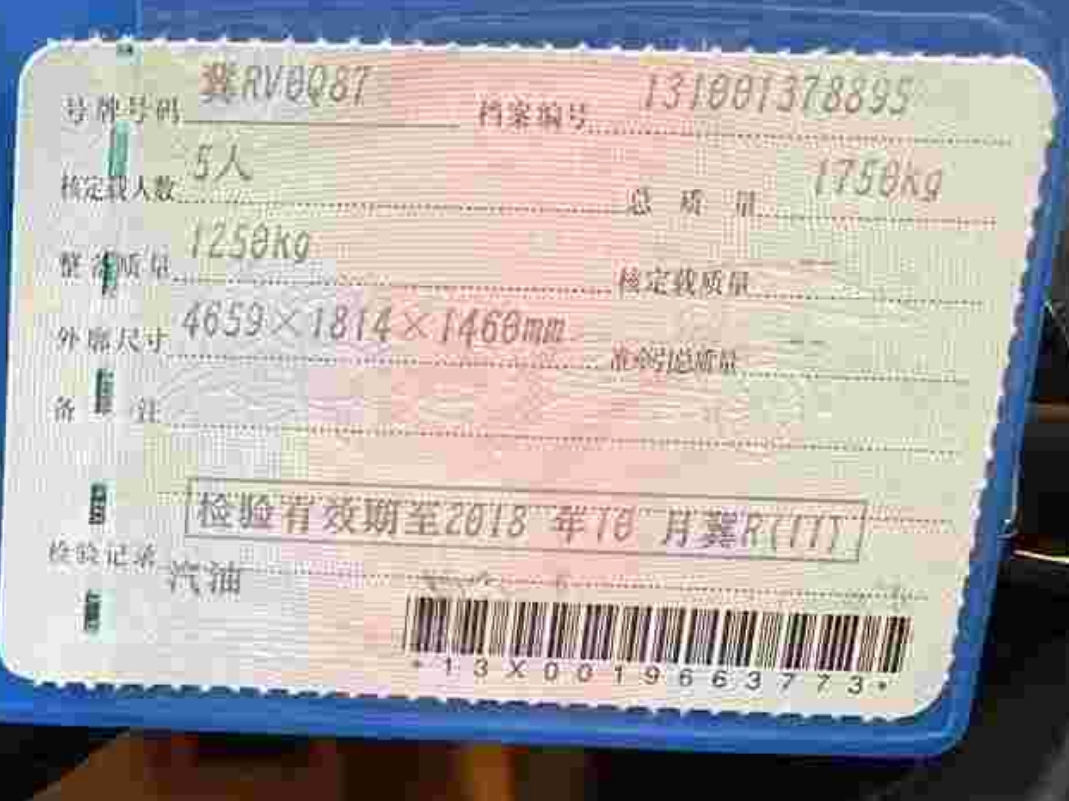 号牌号码 冀RV0Q87 档案编号 131001378895
核定载人数 5人 总质量 1750kg
整备质量 1250kg 核定载质量 --
外廓尺寸 4659×1814×1460mm 准牵引总质量 --
备注
检验有效期至2018 年10 月冀R(17)
检验记录
汽油
*13X0019663773*